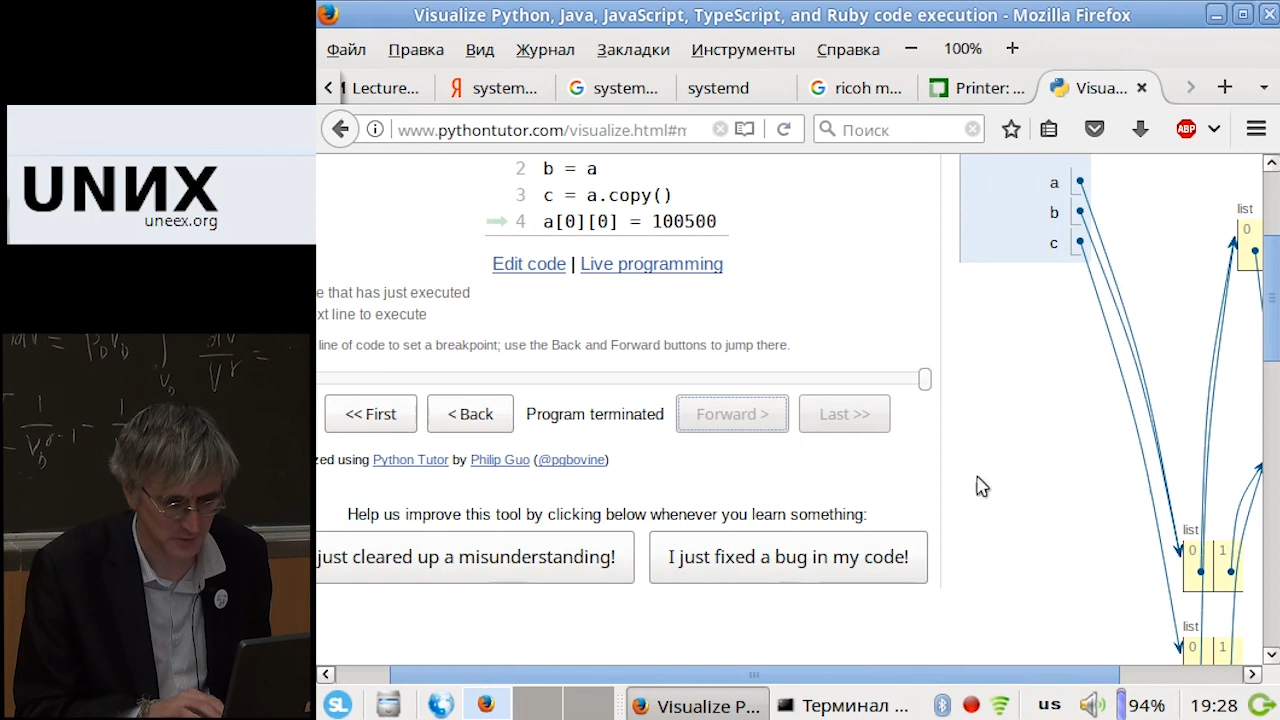 Visualize Python, Java, JavaScript, TypeScript, and Ruby code execution - Mozilla Firefox
Файл Правка Вид Журнал Закладки Инструменты Справка 100%
Lecture... system... system... systemd ricoh m... Printer: ... Visua...
www.pythontutor.com/visualize.html#m Поиск ABP
UNИX
uneex.org
2 b = a
3 c = a.copy()
4 a[0][0] = 100500
Edit code | Live programming
e that has just executed
xt line to execute
line of code to set a breakpoint; use the Back and Forward buttons to jump there.
<< First < Back Program terminated Forward > Last >>
zed using Python Tutor by Philip Guo (@pgbovine)
Help us improve this tool by clicking below whenever you learn something:
just cleared up a misunderstanding! I just fixed a bug in my code!
a
b
c
list
0
list
0 1
list
0 1
SL Visualize P... Терминал ... us 94% 19:28